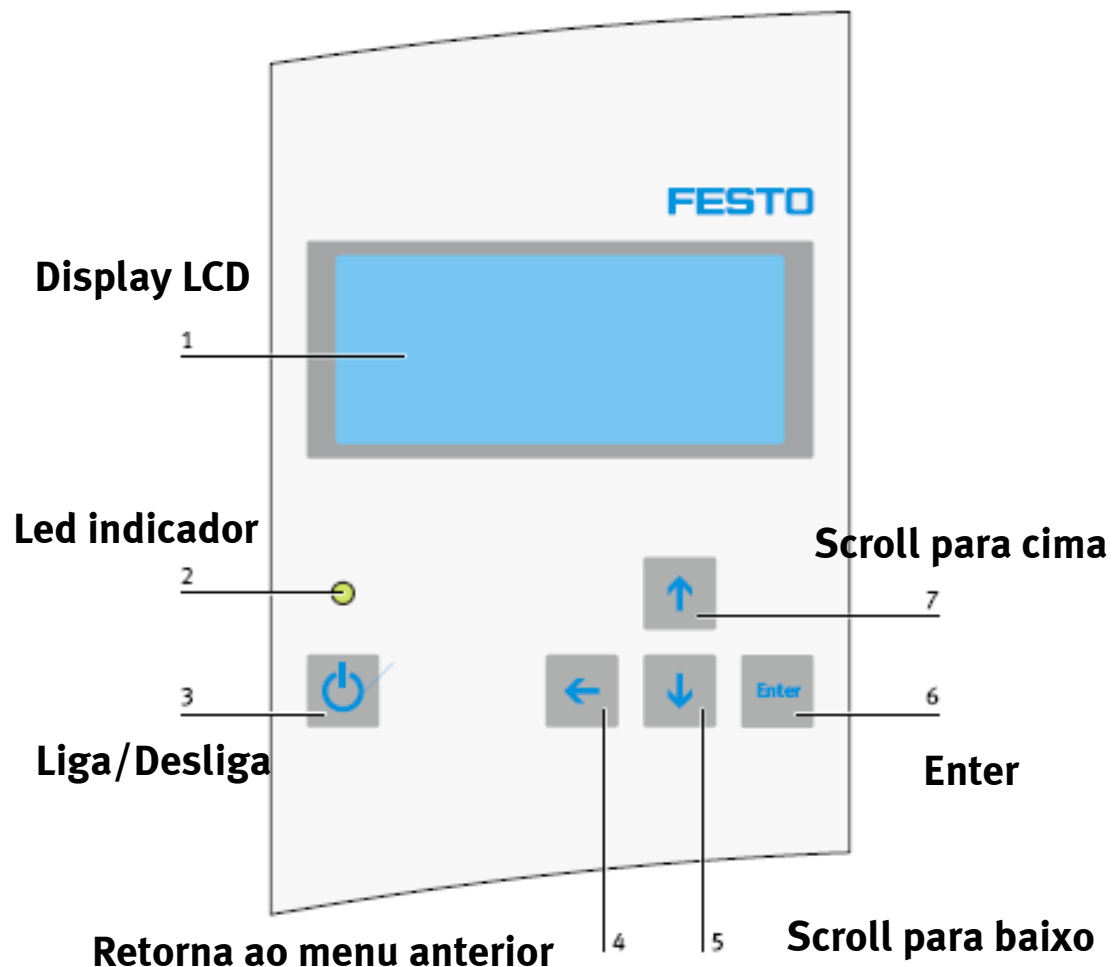 FESTO
Display LCD
1
Led indicador
2
Scroll para cima
7
3
Enter
6
Liga/Desliga
Enter
Retorna ao menu anterior
4
5
Scroll para baixo